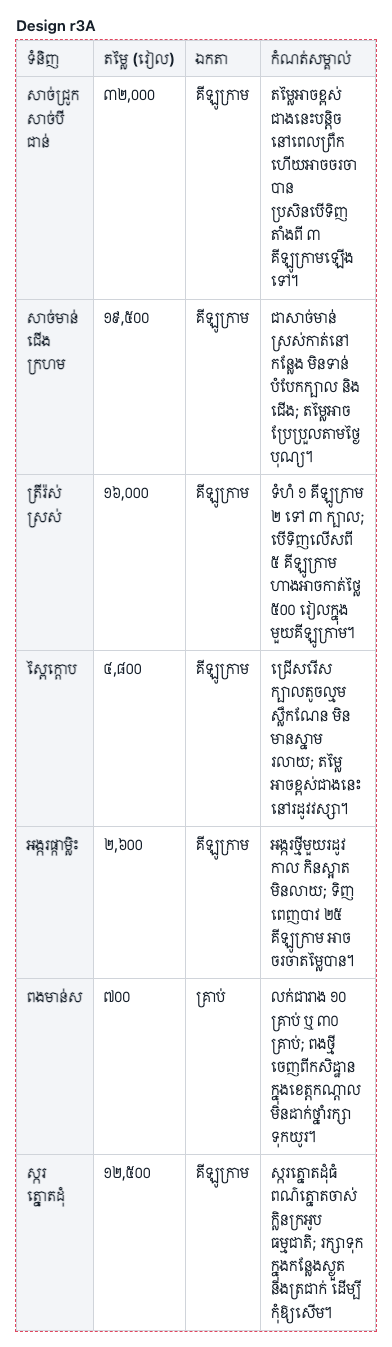 Design r3A
ទំនិញ តម្លៃ (រៀល) ឯកតា កំណត់សម្គាល់
សាច់ជ្រូក ៣២,០០០ គីឡូក្រាម តម្លៃអាចខ្ពស់
សាច់បី ជាងនេះបន្តិច
ជាន់ នៅពេលព្រឹក
ហើយអាចចរចា
បាន
ប្រសិនបើទិញ
តាំងពី ៣
គីឡូក្រាមឡើង
ទៅ។
សាច់មាន់ ១៩,៥០០ គីឡូក្រាម ជាសាច់មាន់
ជើង ស្រស់កាត់នៅ
ក្រហម កន្លែង មិនទាន់
បំបែកក្បាល និង
ជើង; តម្លៃអាច
ប្រែប្រួលតាមថ្ងៃ
បុណ្យ។
ត្រីរ៉ស់ ១៦,០០០ គីឡូក្រាម ទំហំ ១ គីឡូក្រាម
ស្រស់ ២ ទៅ ៣ ក្បាល;
បើទិញលើសពី
៥ គីឡូក្រាម
ហាងអាចកាត់ថ្លៃ
៥០០ រៀលក្នុង
មួយគីឡូក្រាម។
ស្ពៃក្តោប ៤,៨០០ គីឡូក្រាម ជ្រើសរើស
ក្បាលតូចល្មម
ស្លឹកណែន មិន
មានស្នាម
រលាយ; តម្លៃ
អាចខ្ពស់ជាងនេះ
នៅរដូវវស្សា។
អង្ករផ្កាម្លិះ ២,៦០០ គីឡូក្រាម អង្ករថ្មីមួយរដូវ
កាល កិនស្អាត
មិនលាយ; ទិញ
ពេញបាវ ២៥
គីឡូក្រាម អាច
ចរចាតម្លៃបាន។
ពងមាន់ស ៧០០ គ្រាប់ លក់ជារាង ១០
គ្រាប់ ឬ ៣០
គ្រាប់; ពងថ្មី
ចេញពីកសិដ្ឋាន
ក្នុងខេត្តកណ្តាល
មិនដាក់ថ្នាំរក្សា
ទុកយូរ។
ស្ករ ១២,៥០០ គីឡូក្រាម ស្ករត្នោតដុំធំ
ត្នោតដុំ ពណ៌ត្នោតចាស់
ក្លិនក្រអូប
ធម្មជាតិ; រក្សាទុក
ក្នុងកន្លែងស្ងួត
និងត្រជាក់ ដើម្បី
កុំឱ្យសើម។